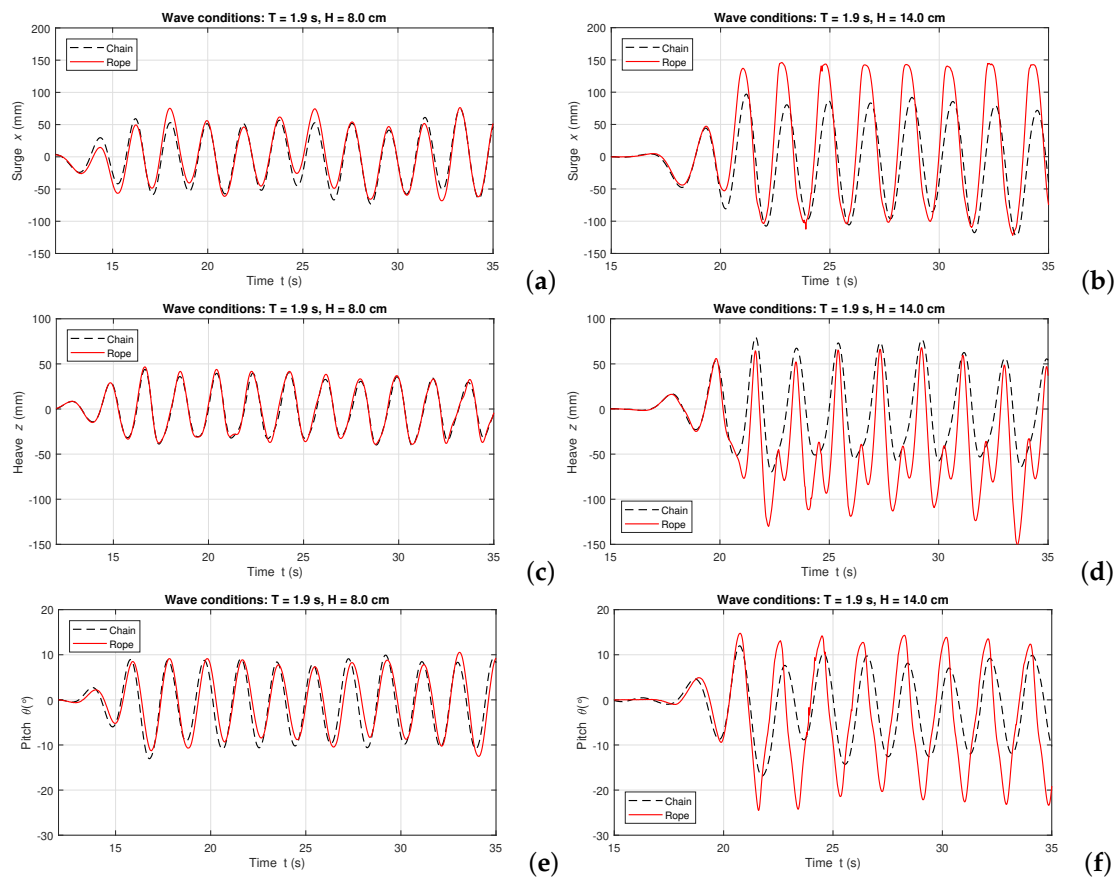 Wave conditions: T = 1.9 s, H = 8.0 cm
200
150
100
50
0
-50
-100
-150
Surge x (mm)
Chain
Rope
15 20 25 30 35
Time t (s)
(a)
Wave conditions: T = 1.9 s, H = 14.0 cm
200
150
100
50
0
-50
-100
-150
Surge x (mm)
Chain
Rope
15 20 25 30 35
Time t (s)
(b)
Wave conditions: T = 1.9 s, H = 8.0 cm
100
50
0
-50
-100
-150
Heave z (mm)
Chain
Rope
15 20 25 30 35
Time t (s)
(c)
Wave conditions: T = 1.9 s, H = 14.0 cm
100
50
0
-50
-100
-150
Heave z (mm)
Chain
Rope
15 20 25 30 35
Time t (s)
(d)
Wave conditions: T = 1.9 s, H = 8.0 cm
20
10
0
-10
-20
-30
Pitch θ(°)
Chain
Rope
15 20 25 30 35
Time t (s)
(e)
Wave conditions: T = 1.9 s, H = 14.0 cm
20
10
0
-10
-20
-30
Pitch θ(°)
Chain
Rope
15 20 25 30 35
Time t (s)
(f)